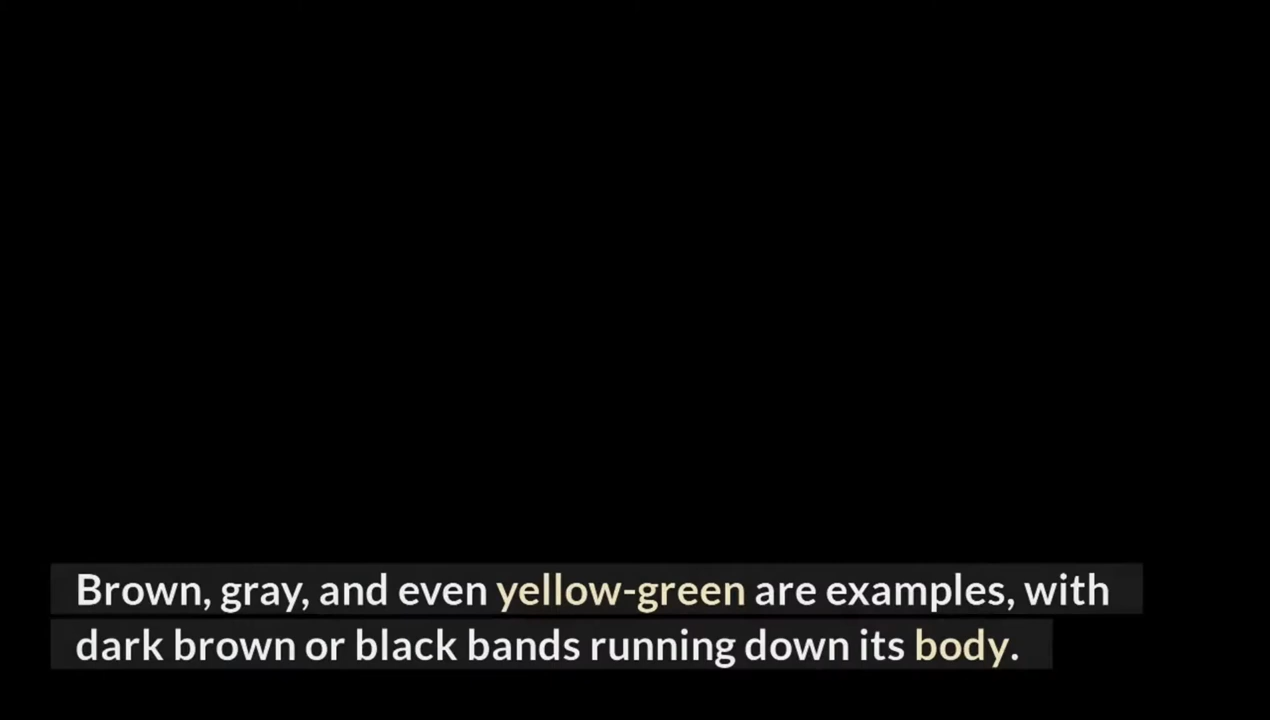 Brown, gray, and even yellow-green are examples, with
dark brown or black bands running down its body.